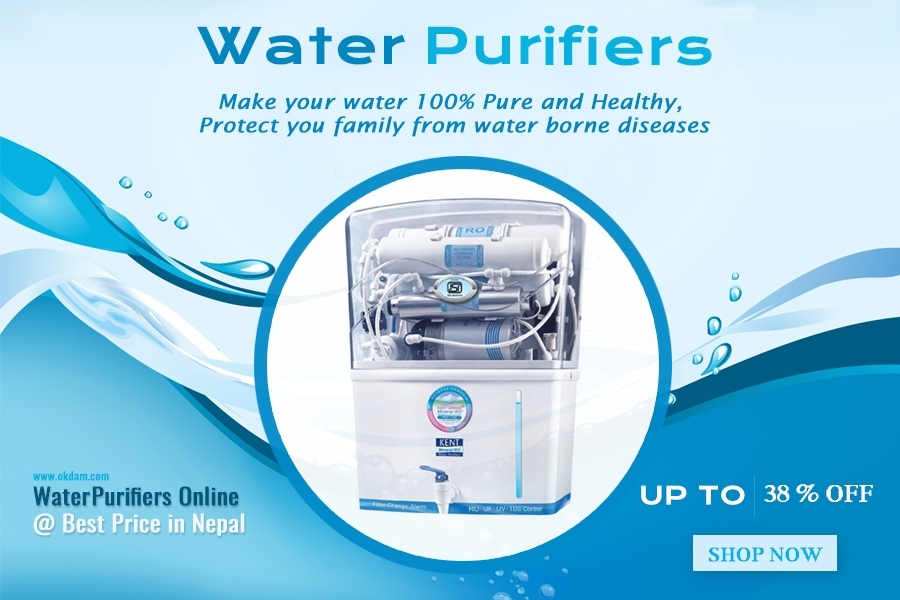 Water Purifiers
Make your water 100% Pure and Healthy,
Protect you family from water borne diseases
RO
KENT
Mineral RO
Filter Change Alarm
RO+UF+UV+TDS Control
www.okdam.com
WaterPurifiers Online
@ Best Price in Nepal
UP TO 38 % OFF
SHOP NOW